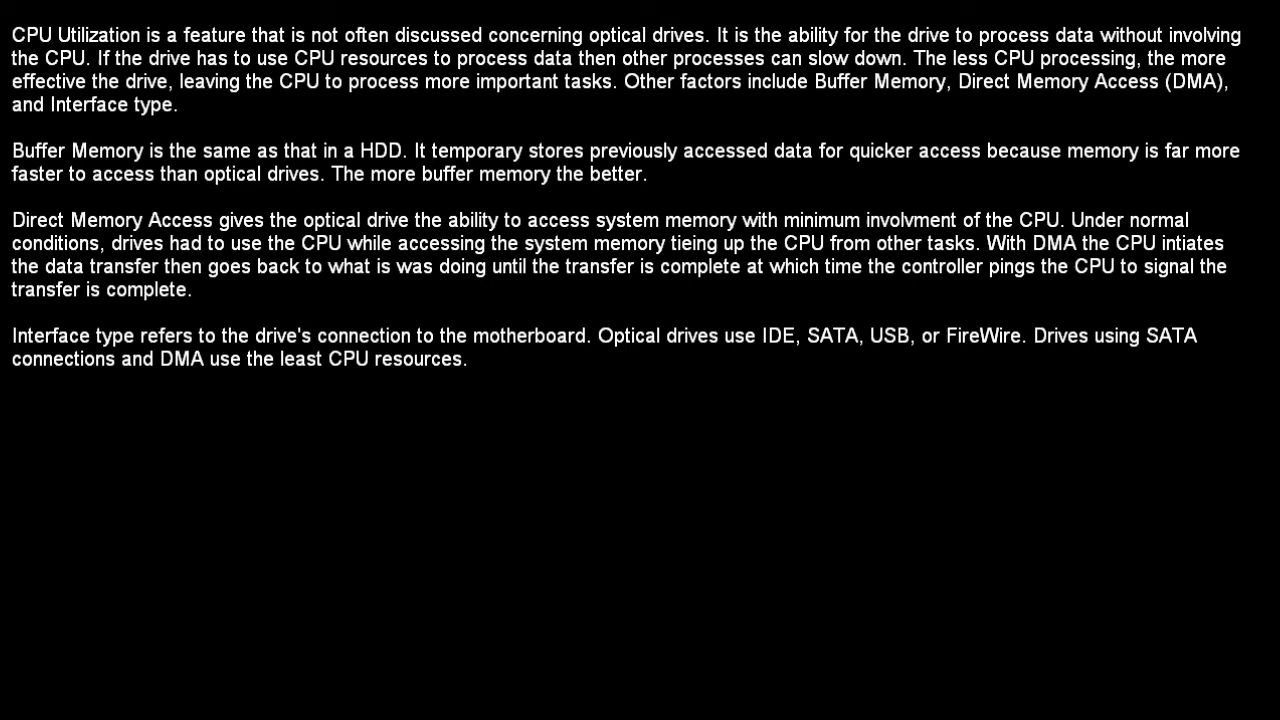 CPU Utilization is a feature that is not often discussed concerning optical drives. It is the ability for the drive to process data without involving
the CPU. If the drive has to use CPU resources to process data then other processes can slow down. The less CPU processing, the more
effective the drive, leaving the CPU to process more important tasks. Other factors include Buffer Memory, Direct Memory Access (DMA),
and Interface type.
Buffer Memory is the same as that in a HDD. It temporary stores previously accessed data for quicker access because memory is far more
faster to access than optical drives. The more buffer memory the better.
Direct Memory Access gives the optical drive the ability to access system memory with minimum involvment of the CPU. Under normal
conditions, drives had to use the CPU while accessing the system memory tieing up the CPU from other tasks. With DMA the CPU intiates
the data transfer then goes back to what is was doing until the transfer is complete at which time the controller pings the CPU to signal the
transfer is complete.
Interface type refers to the drive's connection to the motherboard. Optical drives use IDE, SATA, USB, or FireWire. Drives using SATA
connections and DMA use the least CPU resources.